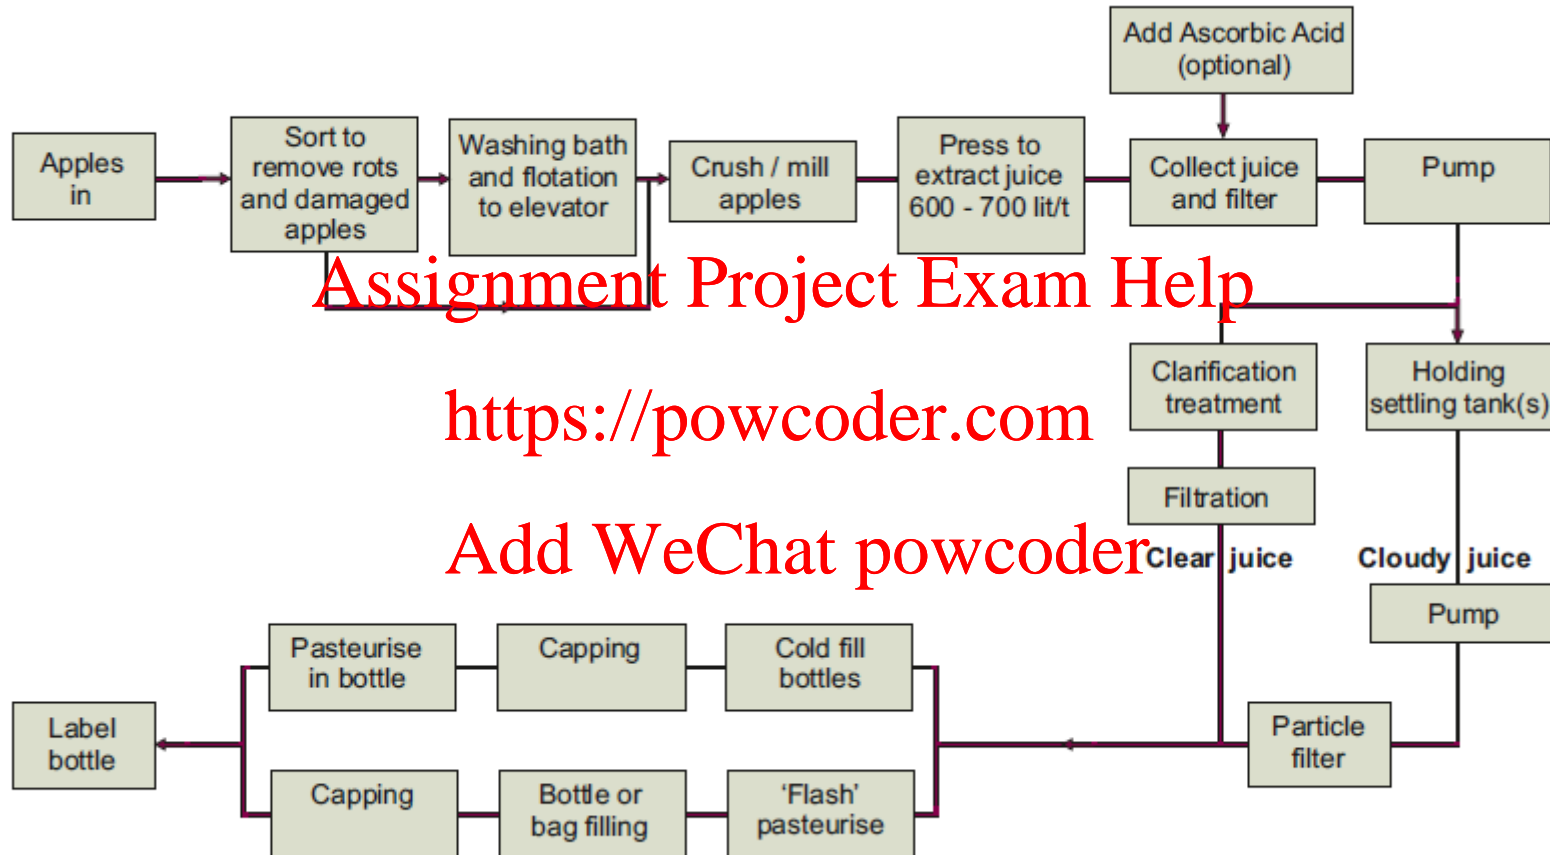 Add Ascorbic Acid
(optional)
Apples
in
Sort to
remove rots
and damaged
apples
Washing bath
and flotation
to elevator
Crush / mill
apples
Press to
extract juice
600 - 700 lit/t
Collect juice
and filter
Pump
Assignment Project Exam Help
Clarification
treatment
Holding
settling tank(s)
https://powcoder.com
Filtration
Add WeChat powcoder
Clear juice
Cloudy juice
Pump
Pasteurise
in bottle
Capping
Cold fill
bottles
Label
bottle
Particle
filter
Capping
Bottle or
bag filling
‘Flash’
pasteurise